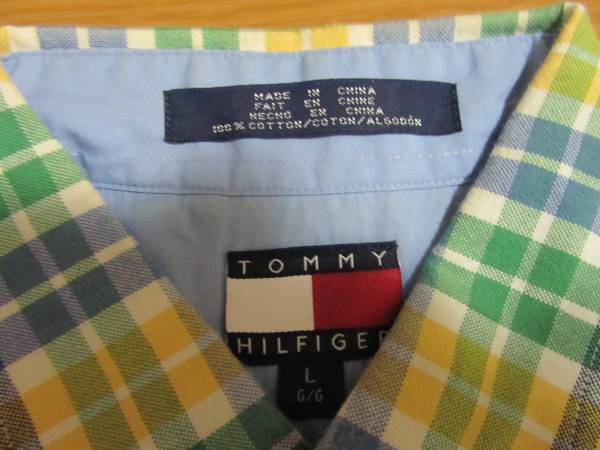 MADE IN CHINA
FAIT EN CHINE
HECHO EN CHINA
100% COTTON/COTON/ALGODÓN
TOMMY
HILFIGER
L
G/G